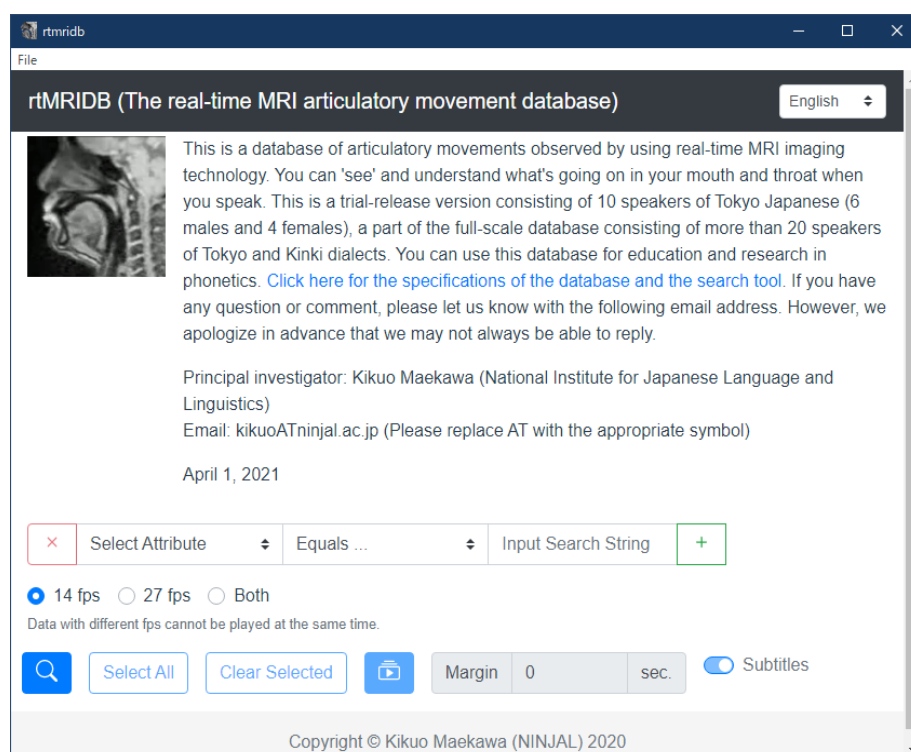 rtmridb
File
rtMRIDB (The real-time MRI articulatory movement database)
English
This is a database of articulatory movements observed by using real-time MRI imaging
technology. You can 'see' and understand what's going on in your mouth and throat when
you speak. This is a trial-release version consisting of 10 speakers of Tokyo Japanese (6
males and 4 females), a part of the full-scale database consisting of more than 20 speakers
of Tokyo and Kinki dialects. You can use this database for education and research in
phonetics. Click here for the specifications of the database and the search tool. If you have
any question or comment, please let us know with the following email address. However, we
apologize in advance that we may not always be able to reply.
Principal investigator: Kikuo Maekawa (National Institute for Japanese Language and
Linguistics)
Email: kikuoATninjal.ac.jp (Please replace AT with the appropriate symbol)
April 1, 2021
Select Attribute Equals ... Input Search String +
14 fps 27 fps Both
Data with different fps cannot be played at the same time.
Select All Clear Selected Margin 0 sec. Subtitles
Copyright © Kikuo Maekawa (NINJAL) 2020